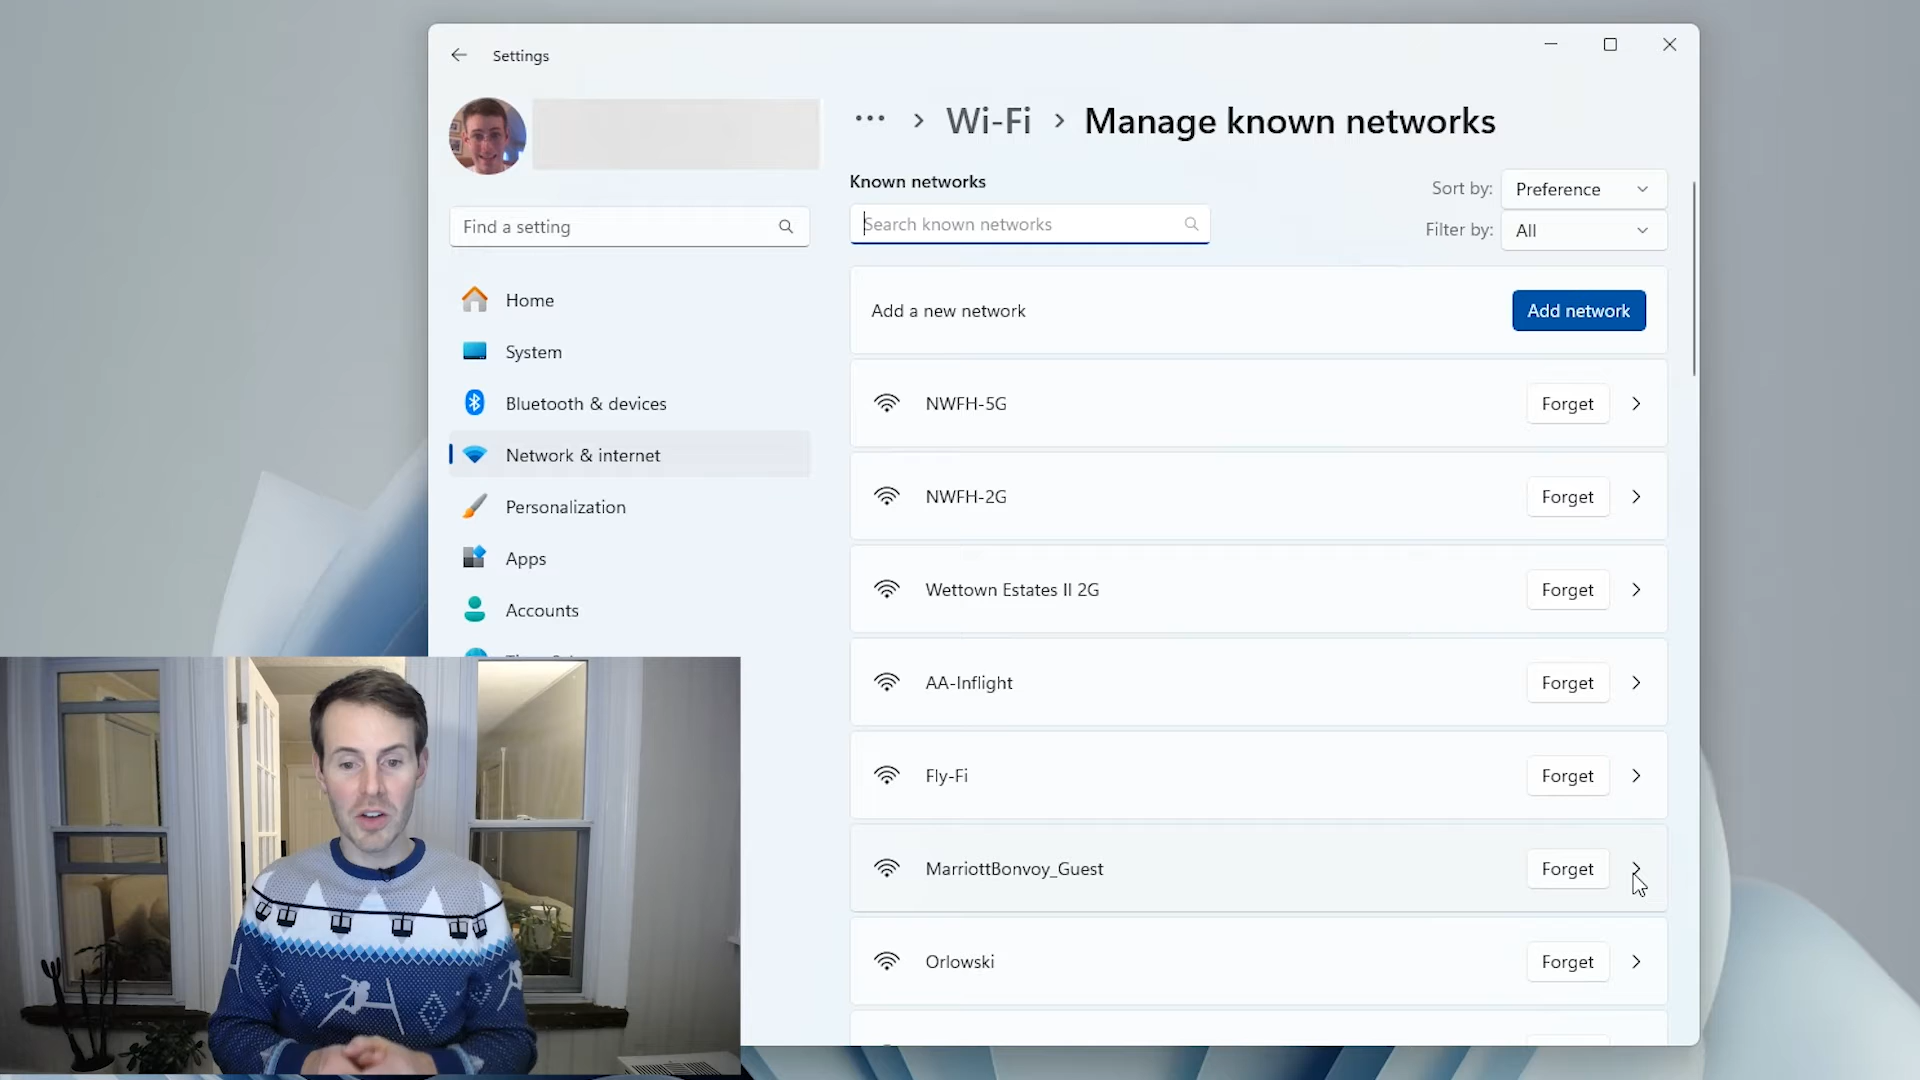 Settings
... > Wi-Fi > Manage known networks
Known networks
Search known networks
Sort by: Preference
Filter by: All
Find a setting
Home
System
Bluetooth & devices
Network & internet
Personalization
Apps
Accounts
Add a new network
Add network
NWFH-5G
Forget
NWFH-2G
Forget
Wettown Estates II 2G
Forget
AA-Inflight
Forget
Fly-Fi
Forget
MarriottBonvoy_Guest
Forget
Orlowski
Forget